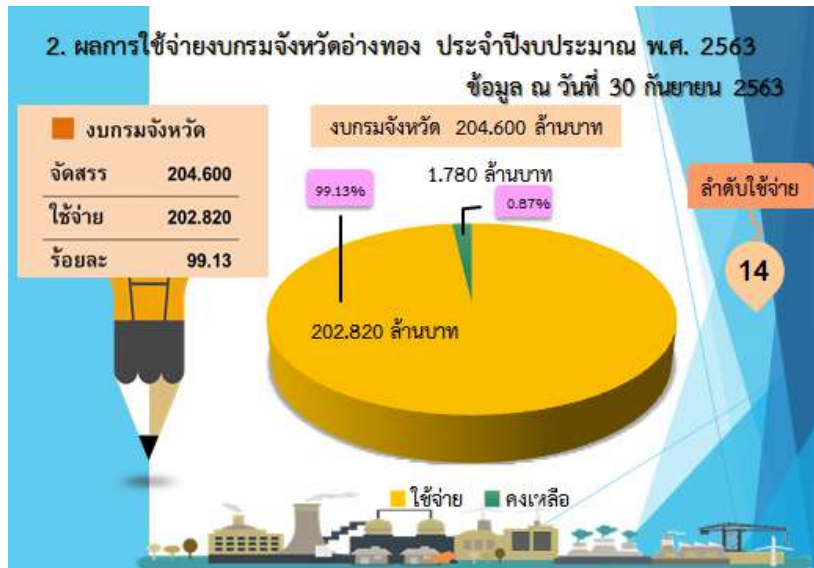 2. ผลการใช้จ่ายงบกรมจังหวัดอ่างทอง ประจำปีงบประมาณ พ.ศ. 2563
ข้อมูล ณ วันที่ 30 กันยายน 2563
งบกรมจังหวัด
จัดสรร 204.600
ใช้จ่าย 202.820
ร้อยละ 99.13
งบกรมจังหวัด 204.600 ล้านบาท
1.780 ล้านบาท
99.13%
0.87%
202.820 ล้านบาท
ลำดับใช้จ่าย
14
ใช้จ่าย
คงเหลือ